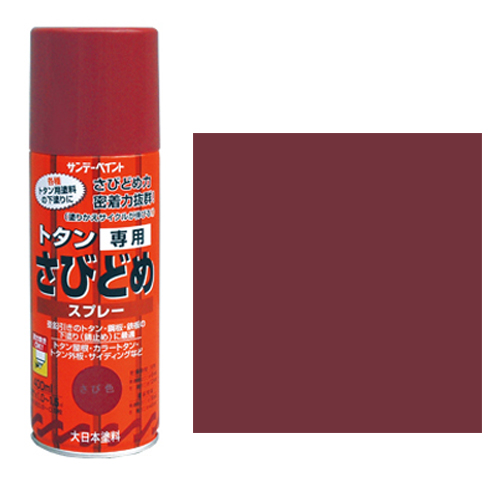 サンデーペイント
各種
トタン用塗料
の下塗りに
さびどめ力
密着力抜群!
(塗りかえサイクルが伸びる!)
トタン専用
さびどめ
スプレー
亜鉛引きのトタン・鋼板・鉄板の
下塗り(錆止め)に最適
トタン屋根・カラートタン・
トタン外板・サイディングなど
400ml
さび色
大日本塗料